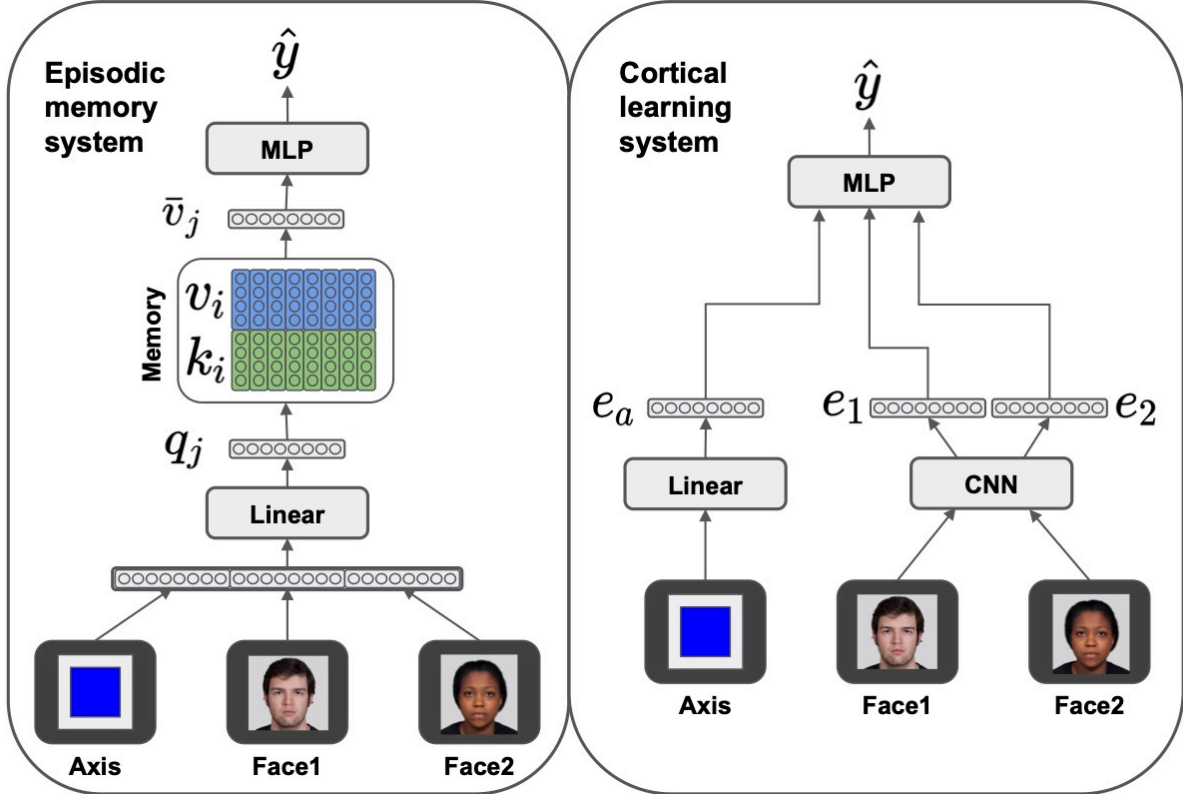 Episodic
memory
system
ŷ
MLP
v̄ⱼ
Memory
vᵢ
kᵢ
qⱼ
Linear
Axis
Face1
Face2
Cortical
learning
system
ŷ
MLP
eₐ
e₁
e₂
Linear
CNN
Axis
Face1
Face2